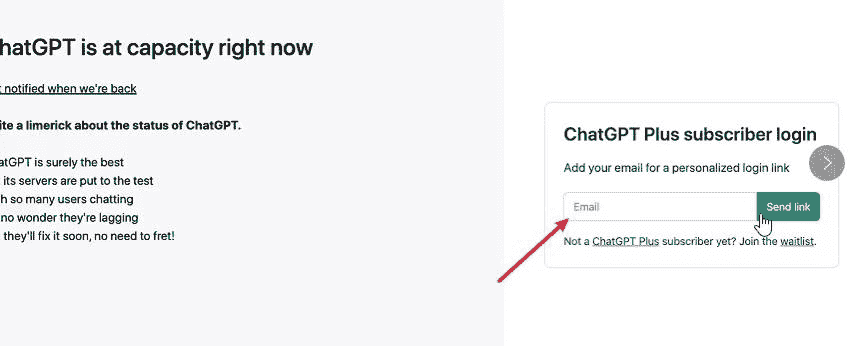 hatGPT is at capacity right now
t notified when we're back
ite a limerick about the status of ChatGPT.
atGPT is surely the best
its servers are put to the test
h so many users chatting
no wonder they're lagging
they'll fix it soon, no need to fret!
ChatGPT Plus subscriber login
Add your email for a personalized login link
Email
Send link
Not a ChatGPT Plus subscriber yet? Join the waitlist.